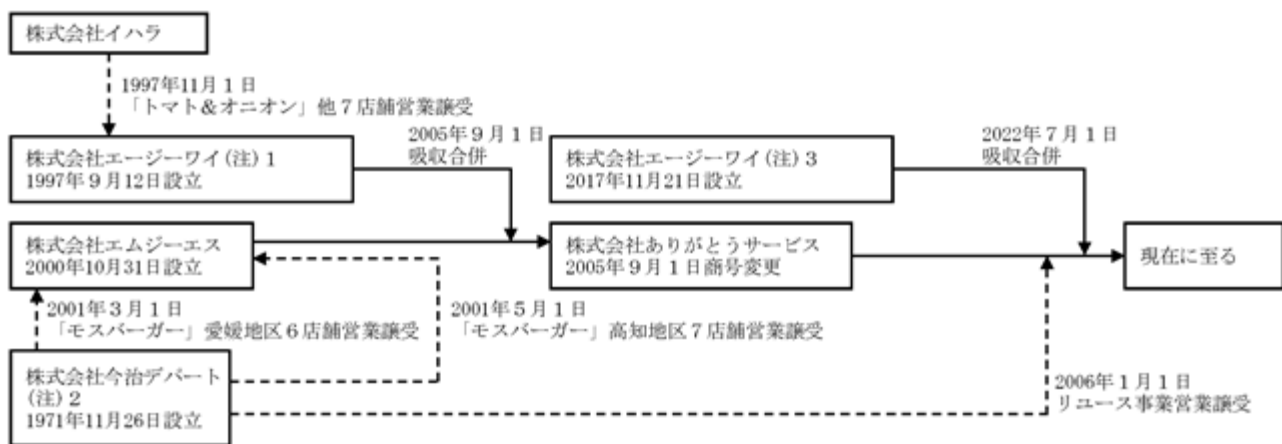 株式会社イハラ
1997年11月1日
「トマト&オニオン」他7店舗営業譲受
株式会社エージーワイ(注)1
1997年9月12日設立
2005年9月1日
吸収合併
株式会社エージーワイ(注)3
2017年11月21日設立
2022年7月1日
吸収合併
株式会社エムジーエス
2000年10月31日設立
株式会社ありがとうサービス
2005年9月1日商号変更
現在に至る
2001年3月1日
「モスバーガー」愛媛地区6店舗営業譲受
2001年5月1日
「モスバーガー」高知地区7店舗営業譲受
株式会社今治デパート
(注)2
1971年11月26日設立
2006年1月1日
リユース事業営業譲受